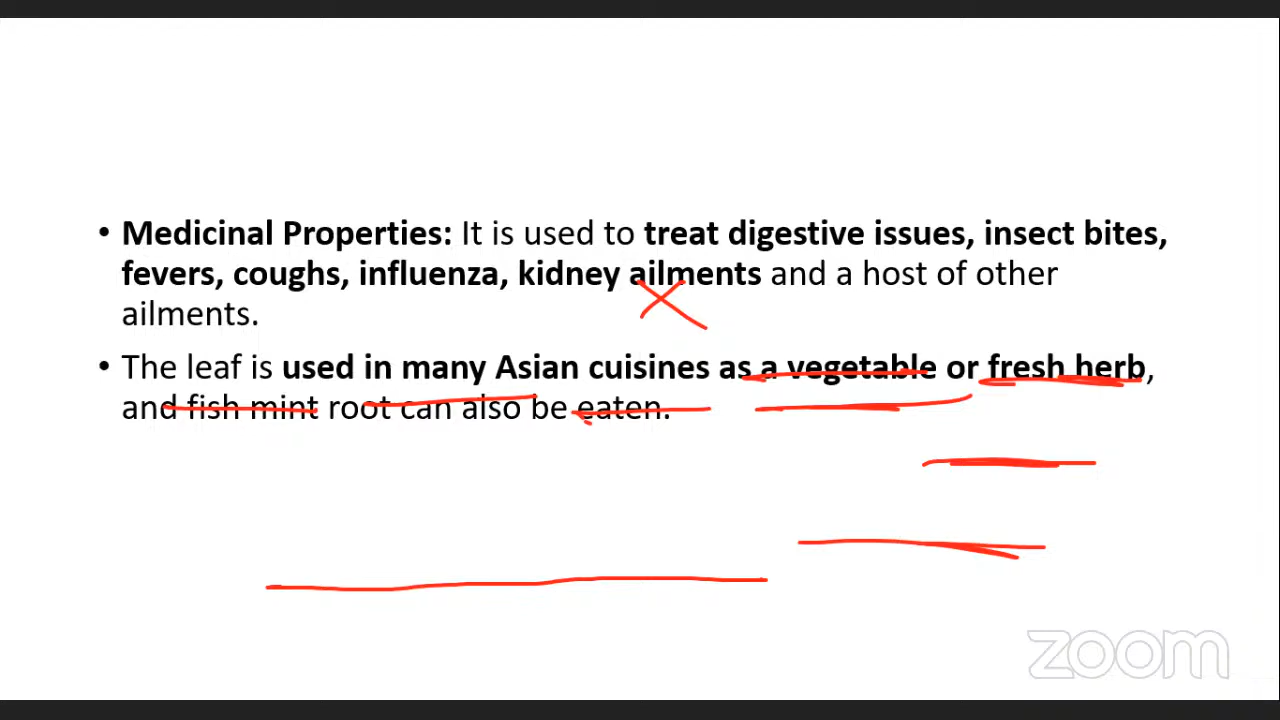 • Medicinal Properties: It is used to treat digestive issues, insect bites,
fevers, coughs, influenza, kidney ailments and a host of other
ailments.
• The leaf is used in many Asian cuisines as a vegetable or fresh herb,
and fish mint root can also be eaten.
zoom